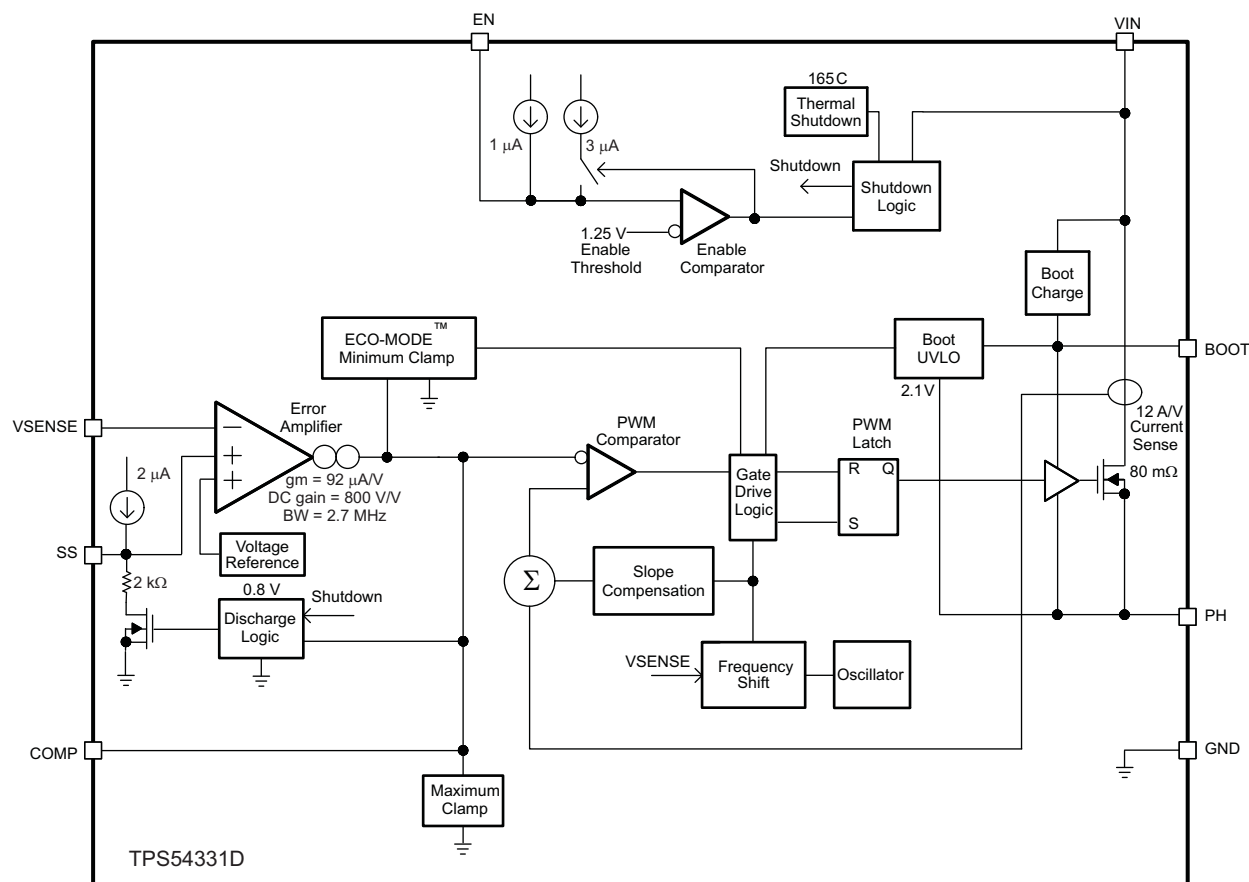 EN
VIN
165 C
Thermal
Shutdown
1 μA
3 μA
Shutdown
Shutdown
Logic
1.25 V
Enable
Threshold
Enable
Comparator
Boot
Charge
ECO-MODE™
Minimum Clamp
Boot
UVLO
BOOT
2.1 V
VSENSE
Error
Amplifier
PWM
Comparator
PWM
Latch
12 A/V
Current
Sense
80 mΩ
2 μA
gm = 92 μA/V
DC gain = 800 V/V
BW = 2.7 MHz
Gate
Drive
Logic
R
Q
S
SS
Voltage
Reference
2 kΩ
0.8 V
Shutdown
Discharge
Logic
Σ
Slope
Compensation
PH
VSENSE
Frequency
Shift
Oscillator
COMP
GND
Maximum
Clamp
TPS54331D